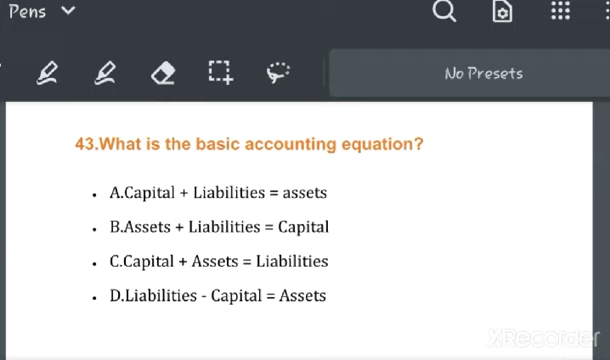 Pens
No Presets
43.What is the basic accounting equation?
• A.Capital + Liabilities = assets
• B.Assets + Liabilities = Capital
• C.Capital + Assets = Liabilities
• D.Liabilities - Capital = Assets
XRecorder